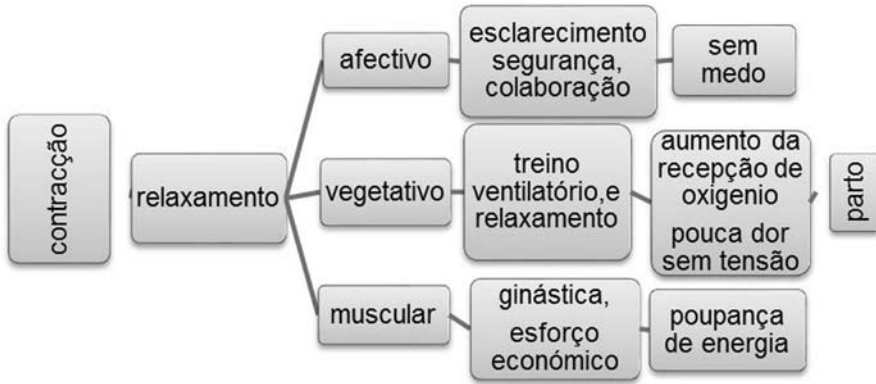 contracção
relaxamento
afectivo
esclarecimento
segurança,
colaboração
sem
medo
vegetativo
treino
ventilatório,e
relaxamento
aumento da
recepção de
oxigenio
pouca dor
sem tensão
parto
muscular
ginástica,
esforço
económico
poupança
de energia